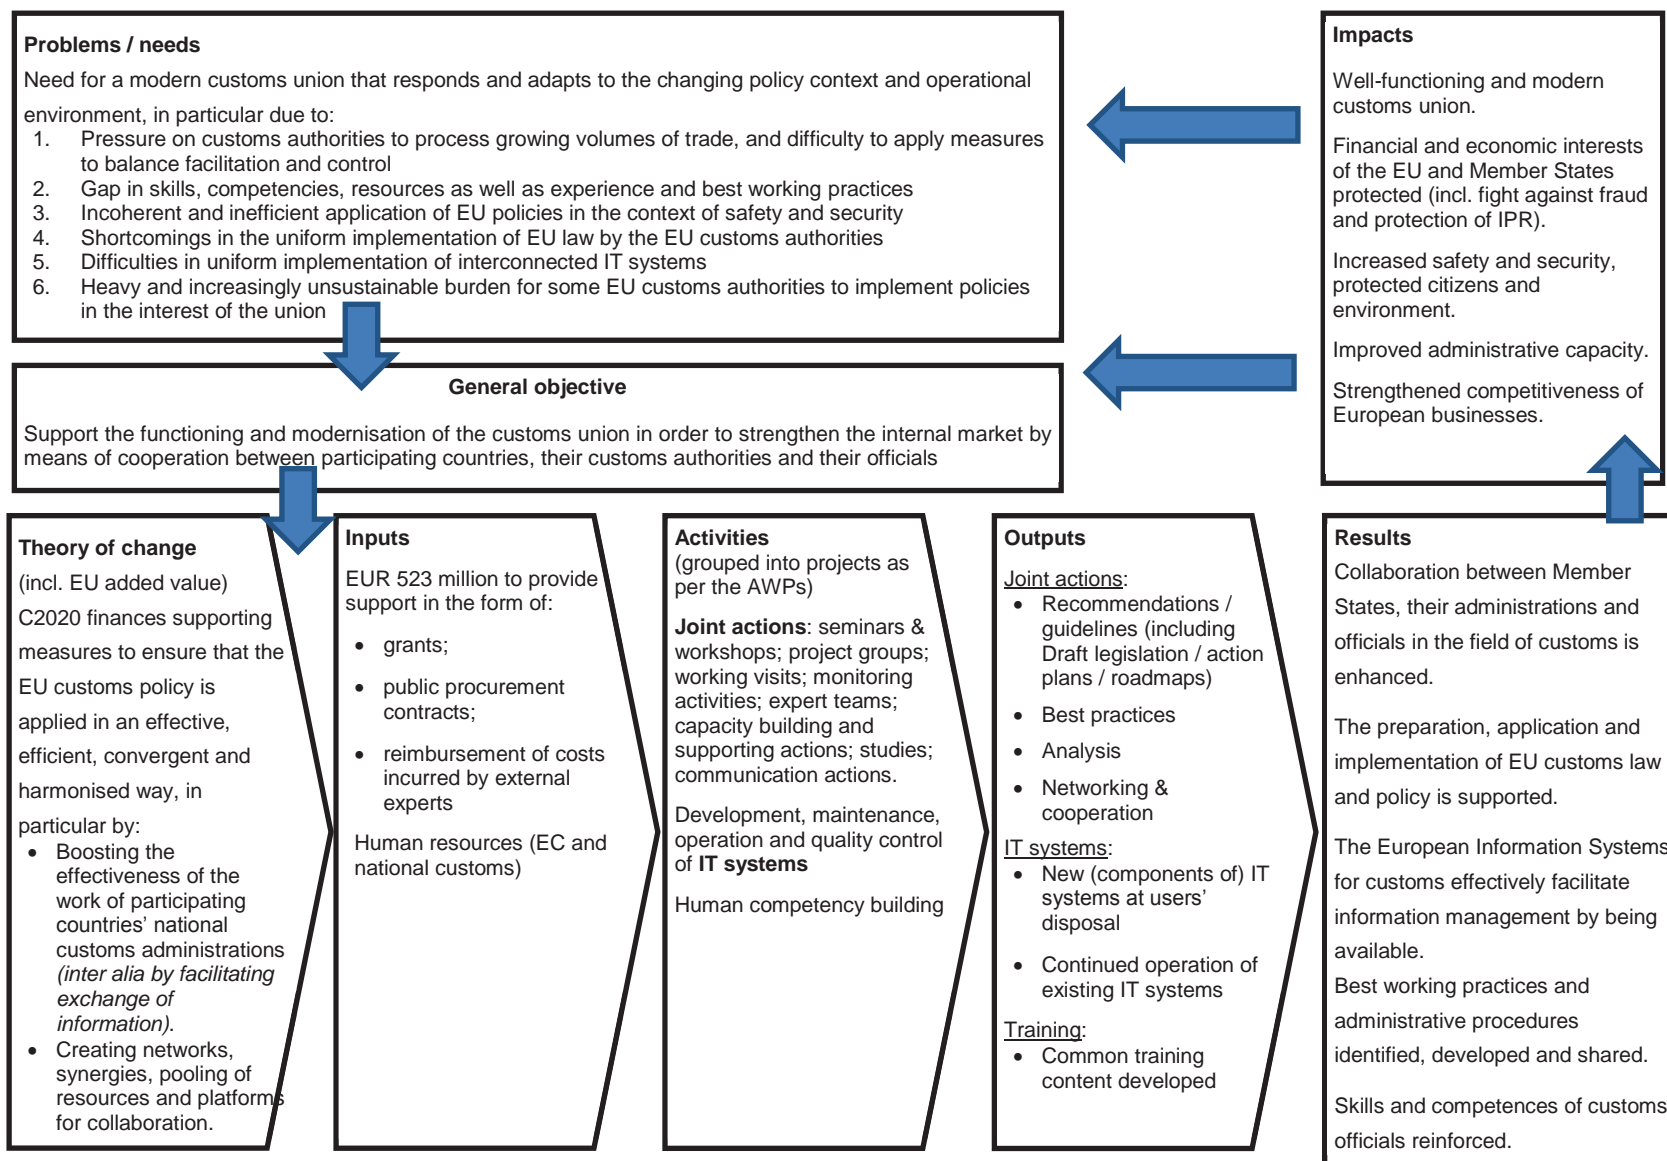 Problems / needs
Need for a modern customs union that responds and adapts to the changing policy context and operational
environment, in particular due to:
1. Pressure on customs authorities to process growing volumes of trade, and difficulty to apply measures
to balance facilitation and control
2. Gap in skills, competencies, resources as well as experience and best working practices
3. Incoherent and inefficient application of EU policies in the context of safety and security
4. Shortcomings in the uniform implementation of EU law by the EU customs authorities
5. Difficulties in uniform implementation of interconnected IT systems
6. Heavy and increasingly unsustainable burden for some EU customs authorities to implement policies
in the interest of the union
General objective
Support the functioning and modernisation of the customs union in order to strengthen the internal market by
means of cooperation between participating countries, their customs authorities and their officials
Impacts
Well-functioning and modern
customs union.
Financial and economic interests
of the EU and Member States
protected (incl. fight against fraud
and protection of IPR).
Increased safety and security,
protected citizens and
environment.
Improved administrative capacity.
Strengthened competitiveness of
European businesses.
Theory of change
(incl. EU added value)
C2020 finances supporting
measures to ensure that the
EU customs policy is
applied in an effective,
efficient, convergent and
harmonised way, in
particular by:
• Boosting the
effectiveness of the
work of participating
countries' national
customs administrations
(inter alia by facilitating
exchange of
information).
• Creating networks,
synergies, pooling of
resources and platforms
for collaboration.
Inputs
EUR 523 million to provide
support in the form of:
• grants;
• public procurement
contracts;
• reimbursement of costs
incurred by external
experts
Human resources (EC and
national customs)
Activities
(grouped into projects as
per the AWPs)
Joint actions: seminars &
workshops; project groups;
working visits; monitoring
activities; expert teams;
capacity building and
supporting actions; studies;
communication actions.
Development, maintenance,
operation and quality control
of IT systems
Human competency building
Outputs
Joint actions:
• Recommendations /
guidelines (including
Draft legislation / action
plans / roadmaps)
• Best practices
• Analysis
• Networking &
cooperation
IT systems:
• New (components of) IT
systems at users'
disposal
• Continued operation of
existing IT systems
Training:
• Common training
content developed
Results
Collaboration between Member
States, their administrations and
officials in the field of customs is
enhanced.
The preparation, application and
implementation of EU customs law
and policy is supported.
The European Information Systems
for customs effectively facilitate
information management by being
available.
Best working practices and
administrative procedures
identified, developed and shared.
Skills and competences of customs
officials reinforced.